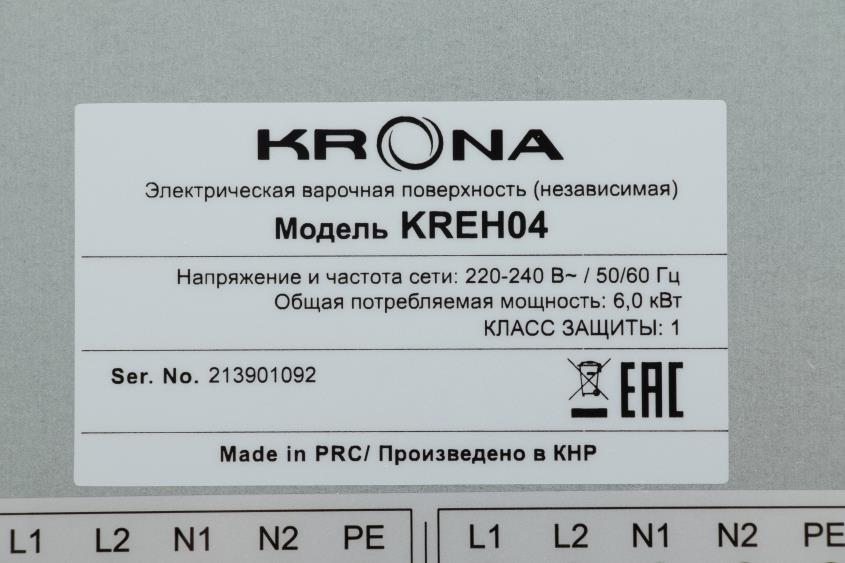 KRONA
Электрическая варочная поверхность (независимая)
Модель KREH04
Напряжение и частота сети: 220-240 В~ / 50/60 Гц
Общая потребляемая мощность: 6,0 кВт
КЛАСС ЗАЩИТЫ: 1
Ser. No. 213901092
EAC
Made in PRC/ Произведено в КНР
L1 L2 N1 N2 PE L1 L2 N1 N2 PE